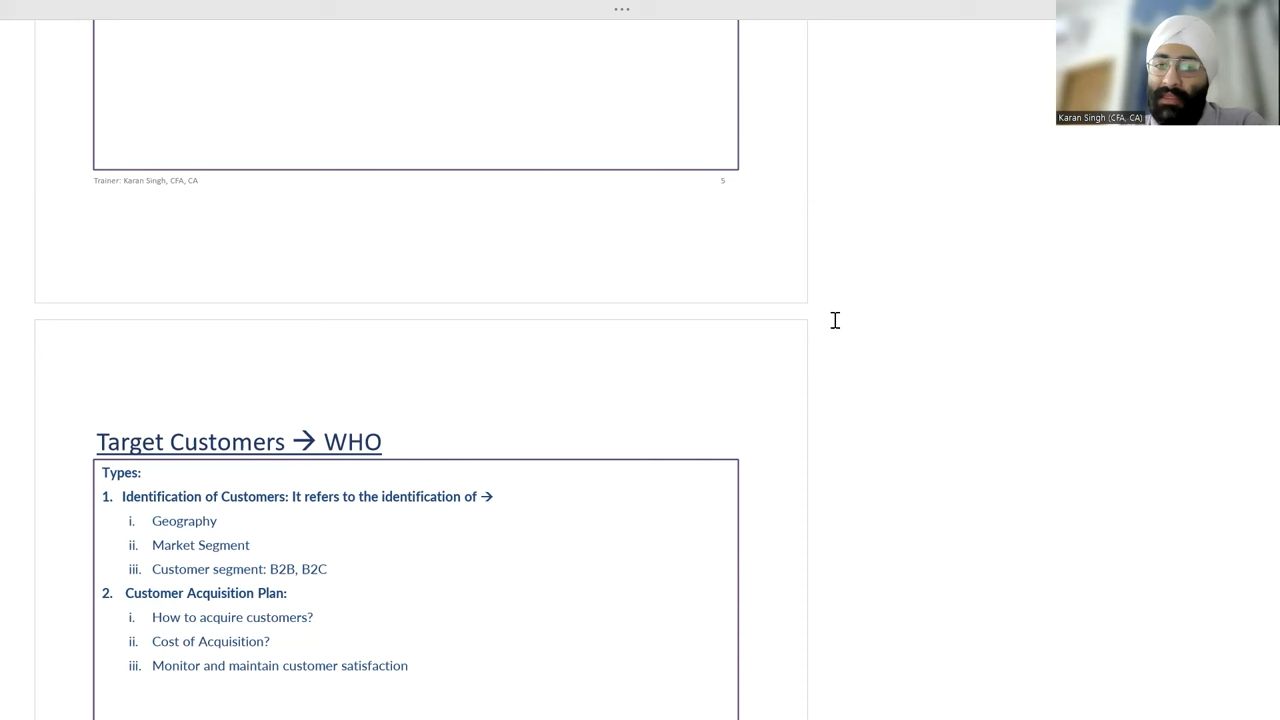 Karan Singh (CFA, CA)
Trainer: Karan Singh, CFA, CA
5
Target Customers → WHO
Types:
1. Identification of Customers: It refers to the identification of →
i. Geography
ii. Market Segment
iii. Customer segment: B2B, B2C
2. Customer Acquisition Plan:
i. How to acquire customers?
ii. Cost of Acquisition?
iii. Monitor and maintain customer satisfaction